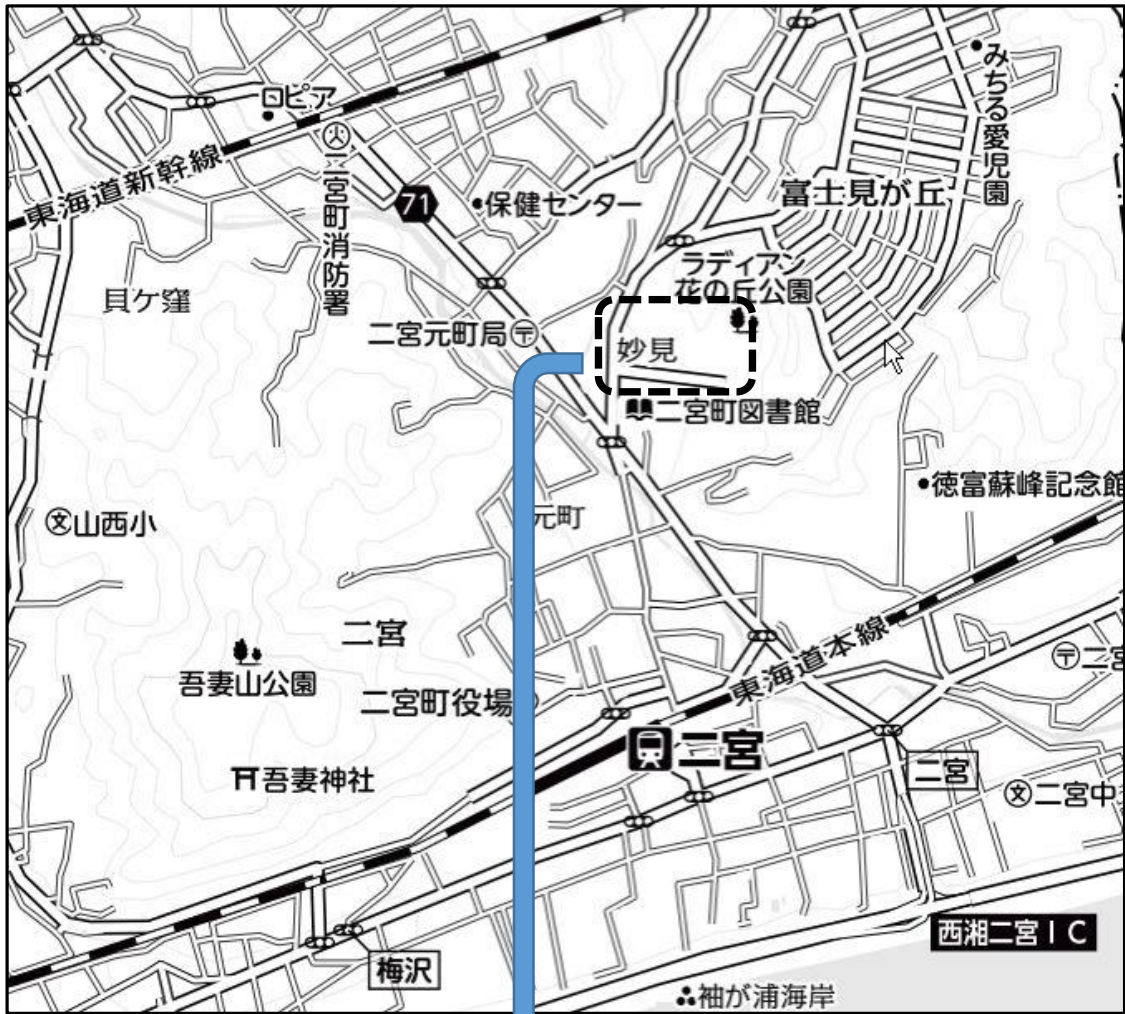 ロピア
みちる愛児園
東海道新幹線
二宮町消防署
71
保健センター
富士見が丘
ラディアン
花の丘公園
貝ケ窪
二宮元町局
妙見
二宮町図書館
徳富蘇峰記念館
文山西小
元町
二宮
吾妻山公園
二宮町役場
東海道本線
〒二宮
二宮
吾妻神社
二宮
文二宮中
西湘二宮IC
梅沢
袖が浦海岸